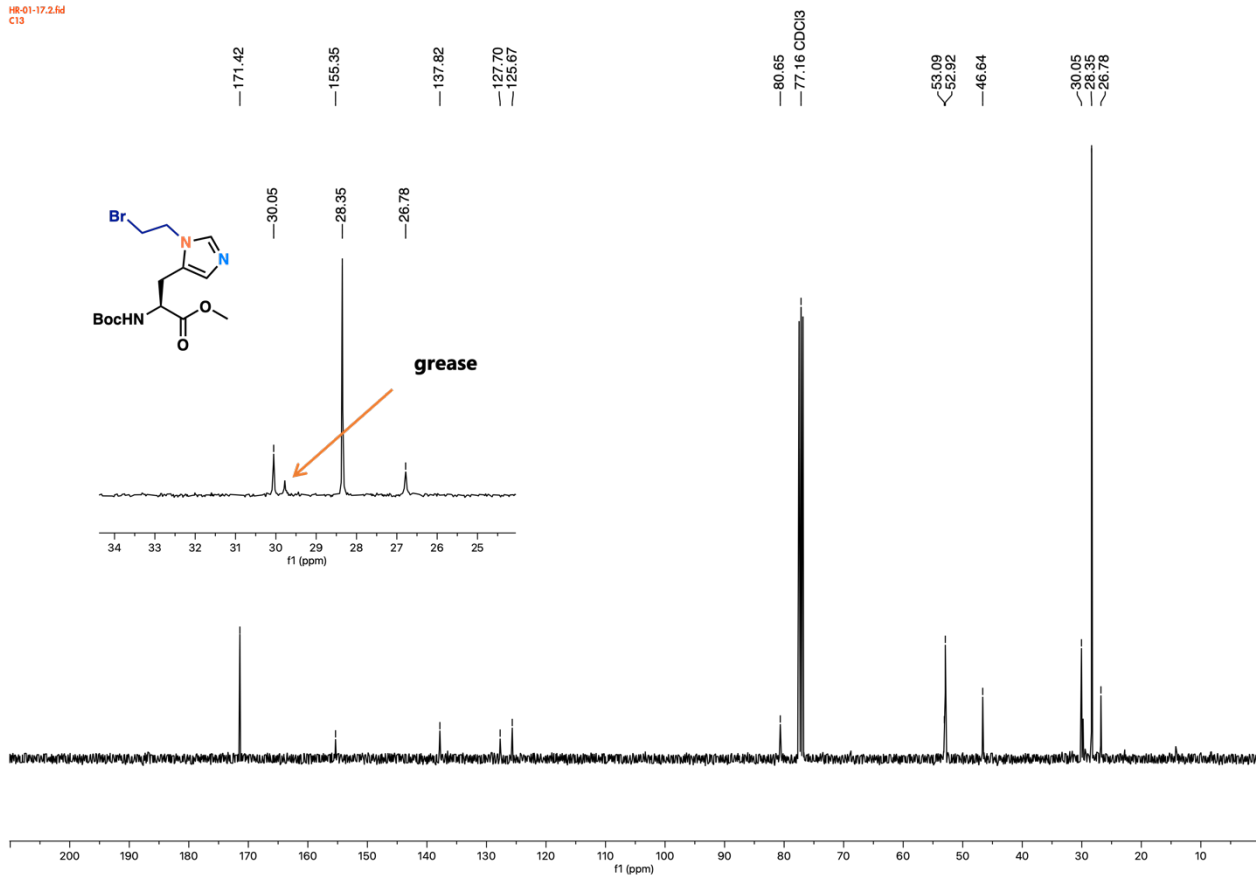 HR-01-17.2.fid
C13
171.42
155.35
137.82
127.70
125.67
80.65
77.16 CDCl3
53.09
52.92
46.64
30.05
28.35
26.78
30.05
28.35
26.78
Br
N
N
BocHN
O
O
grease
34 33 32 31 30 29 28 27 26 25
f1 (ppm)
200 190 180 170 160 150 140 130 120 110 100 90 80 70 60 50 40 30 20 10
f1 (ppm)